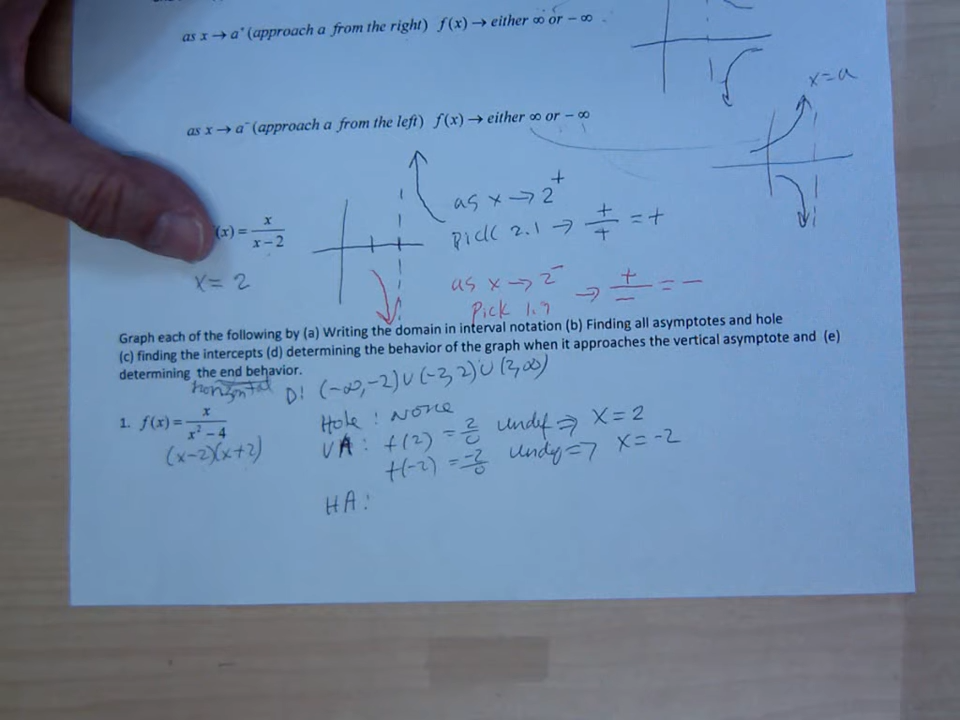 as x → a⁺ (approach a from the right) f(x) → either ∞ or − ∞
x = a
as x → a⁻ (approach a from the left) f(x) → either ∞ or − ∞
as x → 2⁺
(x) = x / x − 2
Pick 2.1 → + / + = +
x = 2
as x → 2⁻ → + / − = −
Pick 1.9
Graph each of the following by (a) Writing the domain in interval notation (b) Finding all asymptotes and hole
(c) finding the intercepts (d) determining the behavior of the graph when it approaches the vertical asymptote and (e)
determining the end behavior.
horizontal D: (-∞, -2) ∪ (-2, 2) ∪ (2, ∞)
1. f(x) = x / x² − 4
Hole: None
(x-2)(x+2)
VA: f(2) = 2/0 undef ⇒ x = 2
f(-2) = -2/0 undef ⇒ x = -2
HA: